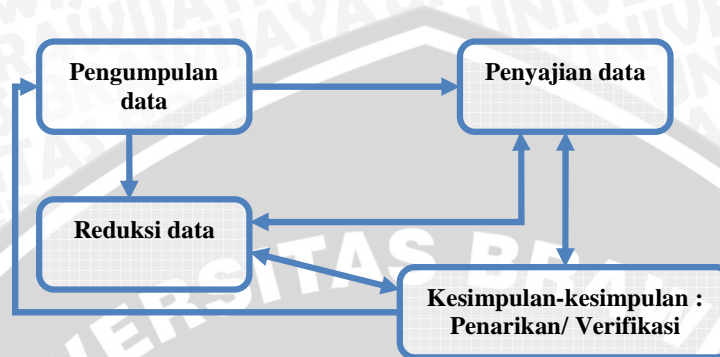 Pengumpulan
data
Penyajian data
Reduksi data
Kesimpulan-kesimpulan :
Penarikan/ Verifikasi